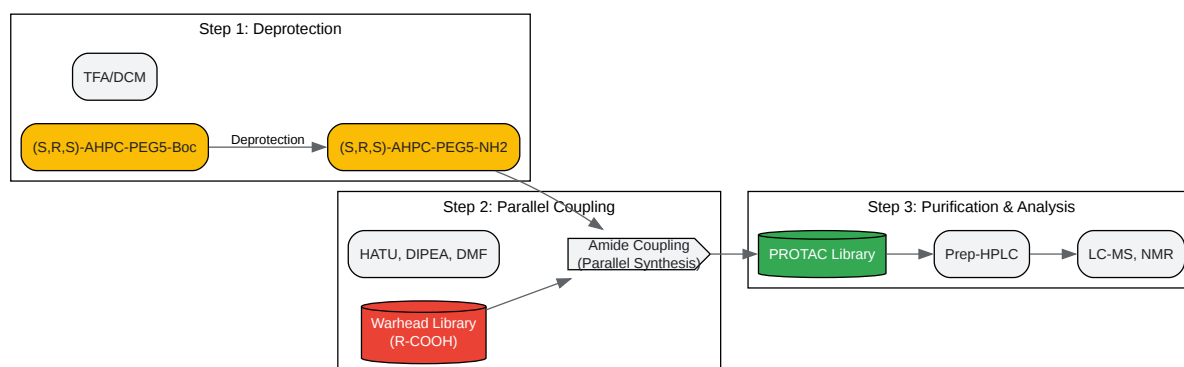 Step 1: Deprotection
TFA/DCM
(S,R,S)-AHPC-PEG5-Boc
Deprotection
(S,R,S)-AHPC-PEG5-NH2
Step 2: Parallel Coupling
HATU, DIPEA, DMF
Amide Coupling
(Parallel Synthesis)
Warhead Library
(R-COOH)
Step 3: Purification & Analysis
PROTAC Library
Prep-HPLC
LC-MS, NMR